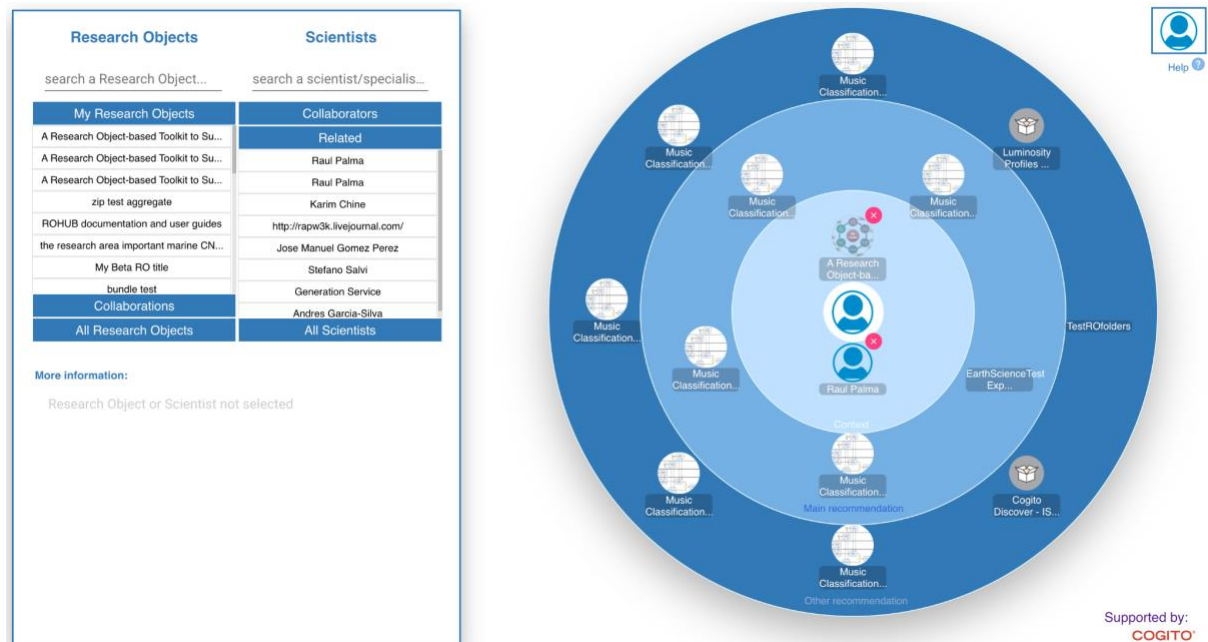 Research Objects
Scientists
search a Research Object...
search a scientist/specialis...
My Research Objects
A Research Object-based Toolkit to Su...
A Research Object-based Toolkit to Su...
A Research Object-based Toolkit to Su...
zip test aggregate
ROHUB documentation and user guides
the research area important marine CN...
My Beta RO title
bundle test
Collaborations
All Research Objects
Collaborators
Related
Raul Palma
Raul Palma
Karim Chine
http://rapw3k.livejournal.com/
Jose Manuel Gomez Perez
Stefano Salvi
Generation Service
Andres Garcia-Silva
All Scientists
More information:
Research Object or Scientist not selected
Music
Classification...
Music
Classification...
Luminosity
Profiles ...
Music
Classification...
Music
Classification...
A Research
Object-ba...
Music
Classification...
TestROfolders
Music
Classification...
EarthScienceTest
Exp...
Raul Palma
Context
Music
Classification...
Main recommendation
Music
Classification...
Cogito
Discover - IS...
Music
Classification...
Other recommendation
Help ?
Supported by:
COGITO